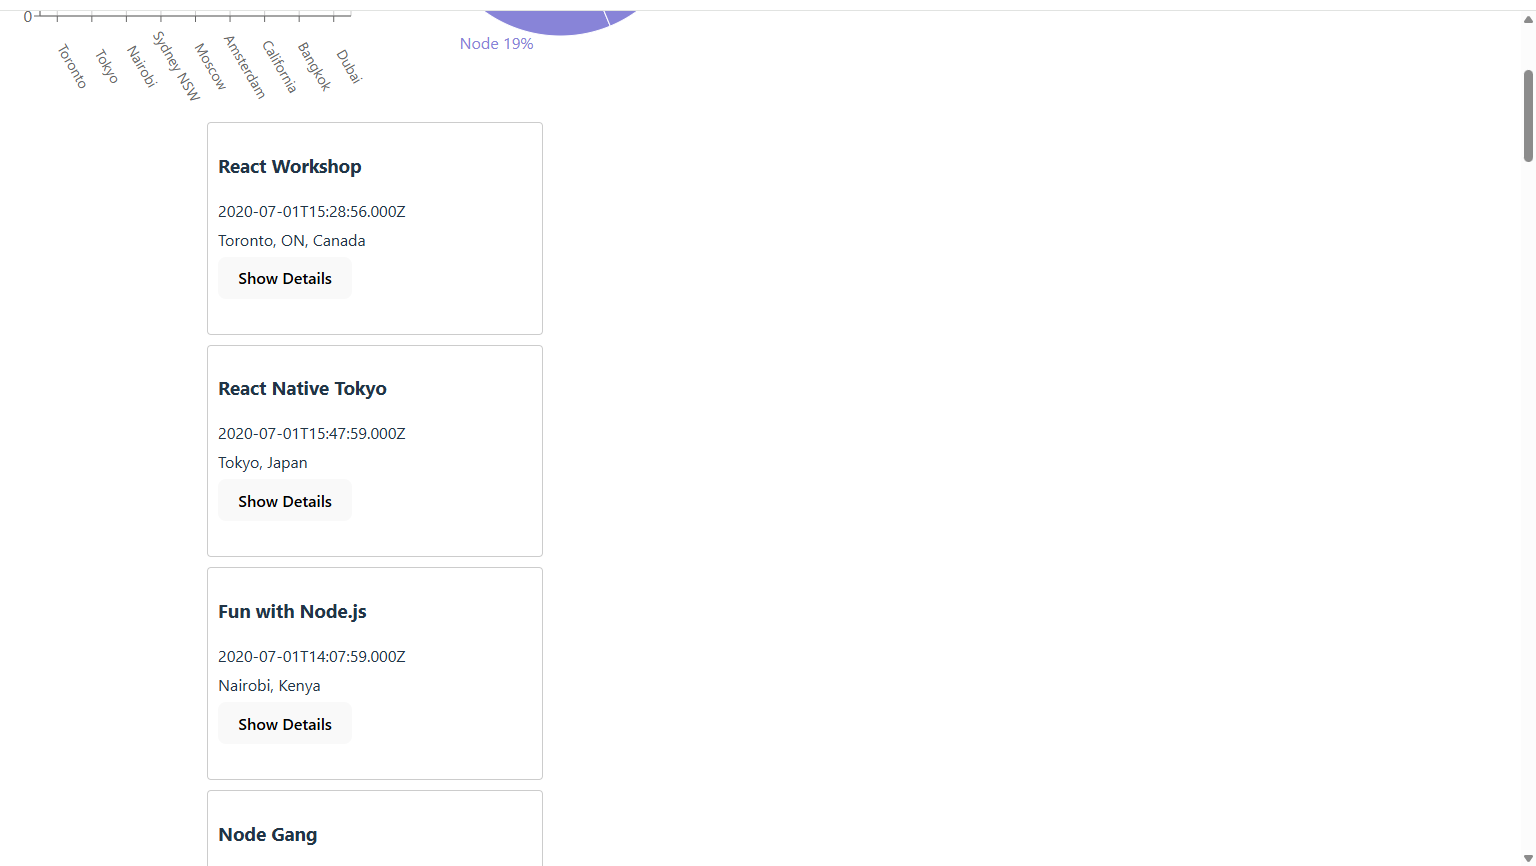 0
Toronto
Tokyo
Nairobi
Sydney NSW
Moscow
Amsterdam
California
Bangkok
Dubai
Node 19%
React Workshop
2020-07-01T15:28:56.000Z
Toronto, ON, Canada
Show Details
React Native Tokyo
2020-07-01T15:47:59.000Z
Tokyo, Japan
Show Details
Fun with Node.js
2020-07-01T14:07:59.000Z
Nairobi, Kenya
Show Details
Node Gang